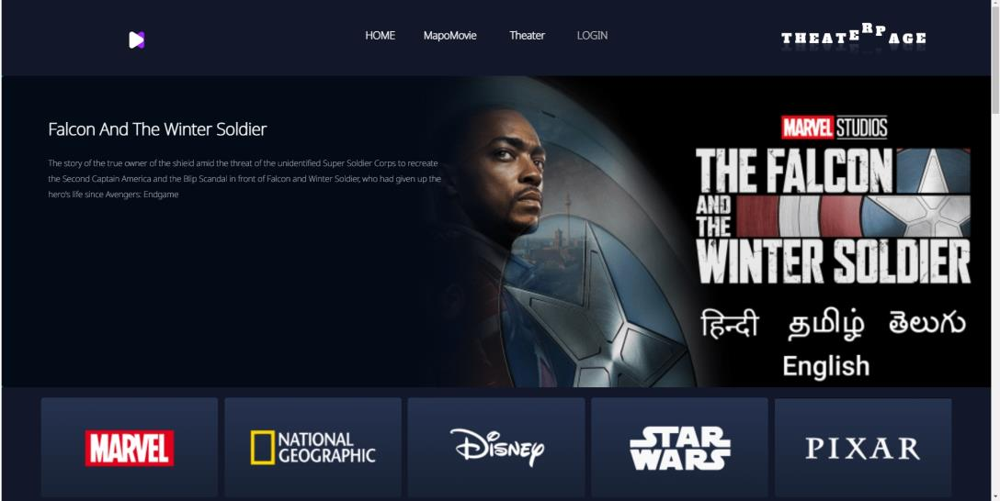 HOME MapoMovie Theater LOGIN
THEATERPAGE
Falcon And The Winter Soldier
The story of the true owner of the shield amid the threat of the unidentified Super Soldier Corps to recreate
the Second Captain America and the Blip Scandal in front of Falcon and Winter Soldier, who had given up the
hero's life since Avengers: Endgame
MARVEL STUDIOS
THE FALCON
AND
THE
WINTER SOLDIER
हिन्दी தமிழ் తెలుగు
English
MARVEL
NATIONAL
GEOGRAPHIC
Disney
STAR
WARS
PIXAR